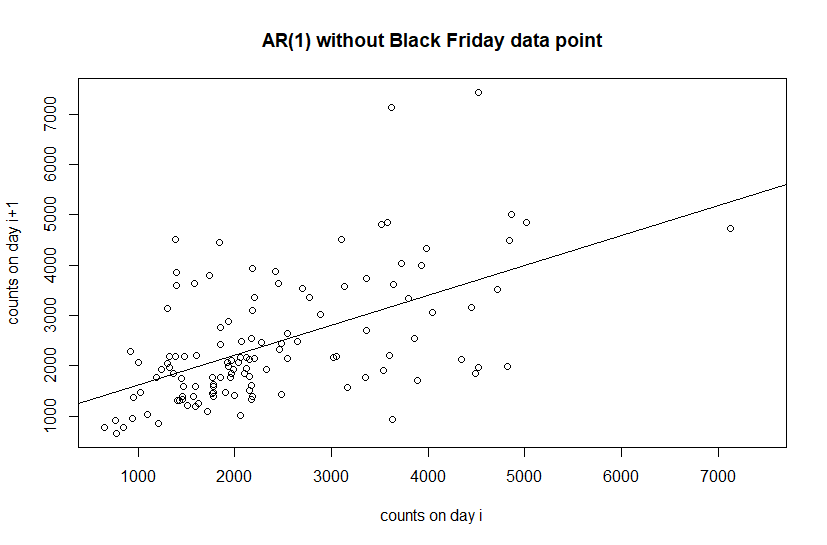 AR(1) without Black Friday data point
counts on day i+1
7000
6000
5000
4000
3000
2000
1000
1000 2000 3000 4000 5000 6000 7000
counts on day i